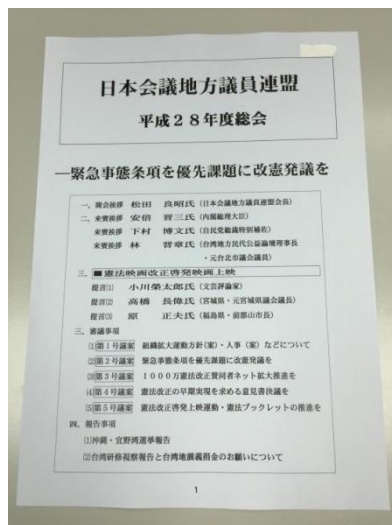 日本会議地方議員連盟
平成28年度総会
―緊急事態条項を優先課題に改憲発議を
一、開会挨拶 松田 良昭氏(日本会議地方議員連盟会長)
二、来賓挨拶 安倍 晋三氏(内閣総理大臣)
来賓挨拶 下村 博文氏(自民党総裁特別補佐)
来賓挨拶 林 晋章氏(台湾地方民代公益論壇理事長
・元台北市議会議員)
三、■憲法映画改正啓発映画上映
提言(1) 小川榮太郎氏(文芸評論家)
提言(2) 高橋 長偉氏(宮城県・元宮城県議会議長)
提言(3) 原 正夫氏(福島県・前郡山市長)
三、審議事項
(1)第1号議案 組織拡大運動方針(案)・人事(案)などについて
(2)第2号議案 緊急事態条項を優先課題に改憲発議を
(3)第3号議案 1000万憲法改正賛同者ネット拡大推進を
(4)第4号議案 憲法改正の早期実現を求める意見書決議を
(5)第5号議案 憲法改正啓発上映運動・憲法ブックレットの推進を
四、報告事項
(1)沖縄・宜野湾選挙報告
(2)台湾研修視察報告と台湾地震義捐金のお願いについて
1